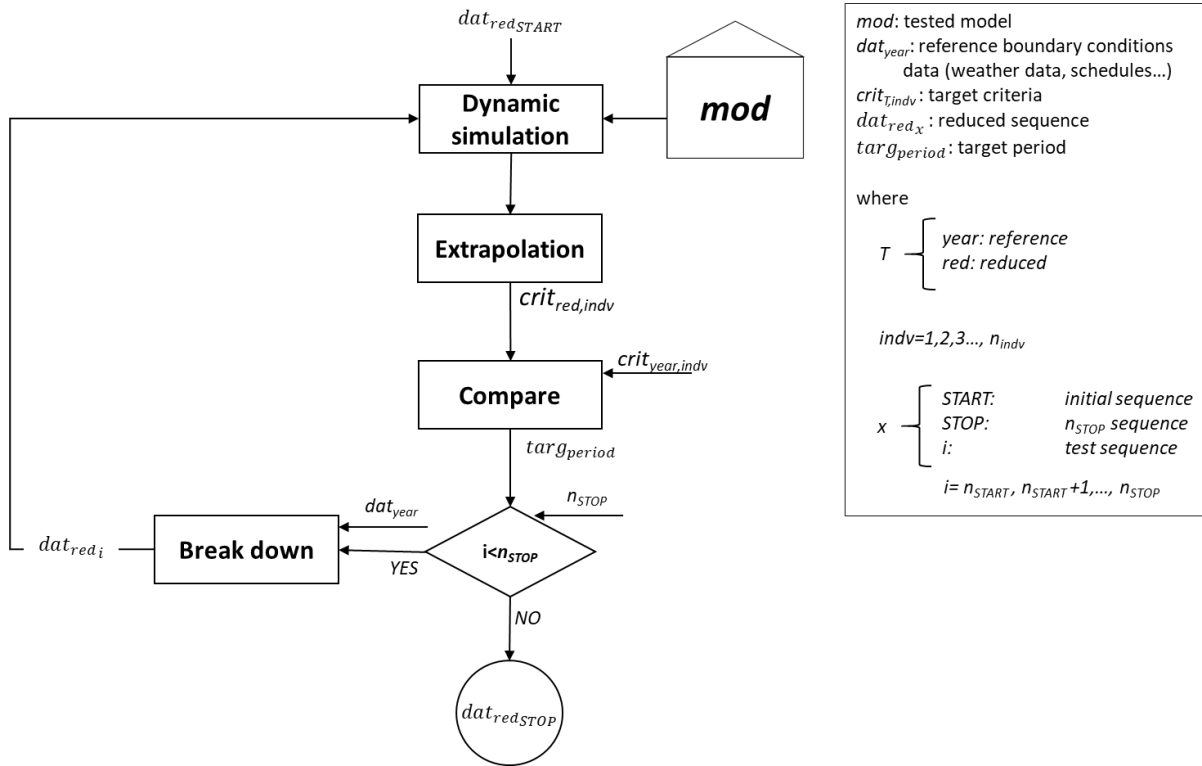 dat_red_START
Dynamic
simulation
mod
Extrapolation
crit_red,indv
crit_year,indv
Compare
targ_period
n_STOP
dat_year
i<n_STOP
dat_red_i
Break down
YES
NO
dat_red_STOP
mod: tested model
dat_year: reference boundary conditions
data (weather data, schedules…)
crit_T,indv: target criteria
dat_red_x: reduced sequence
targ_period: target period
where
year: reference
T
red: reduced
indv=1,2,3..., n_indv
START: initial sequence
x
STOP: n_STOP sequence
i: test sequence
i= n_START, n_START+1,..., n_STOP